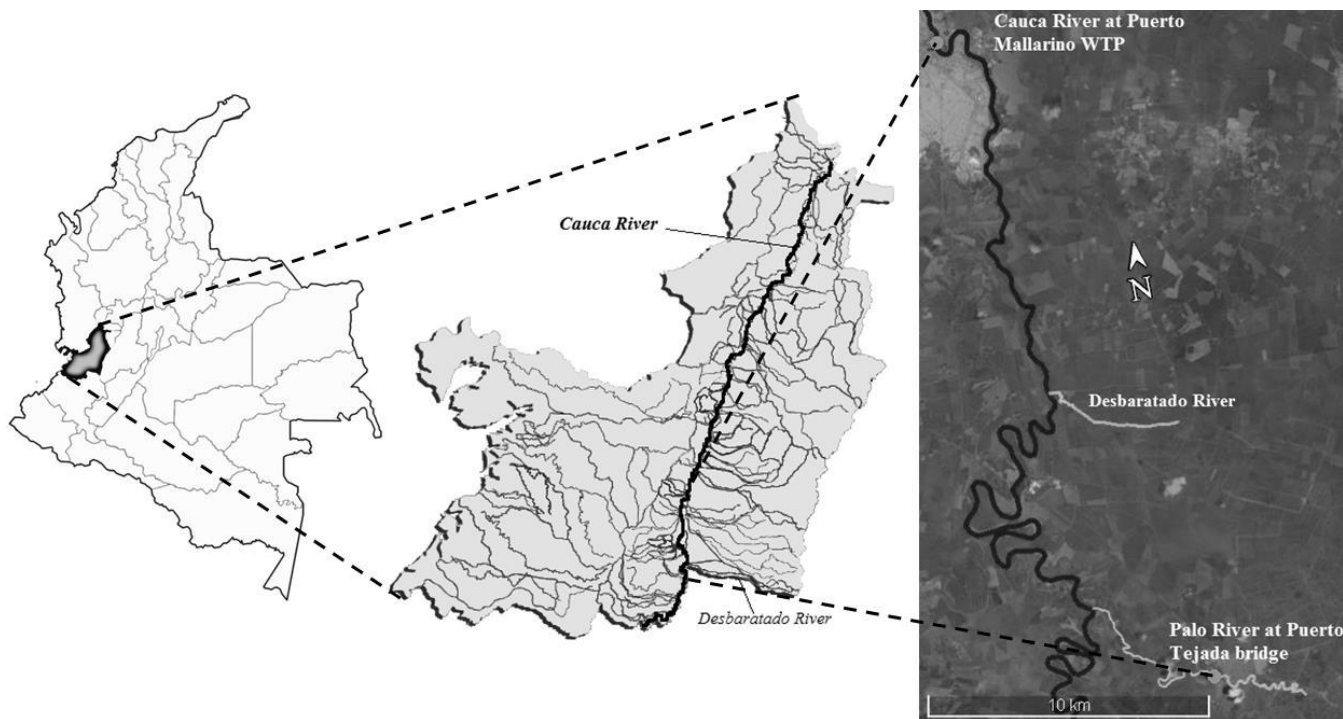 Cauca River at Puerto
Mallarino WTP
Cauca River
N
Desbaratado River
Desbaratado River
Palo River at Puerto
Tejada bridge
10 km